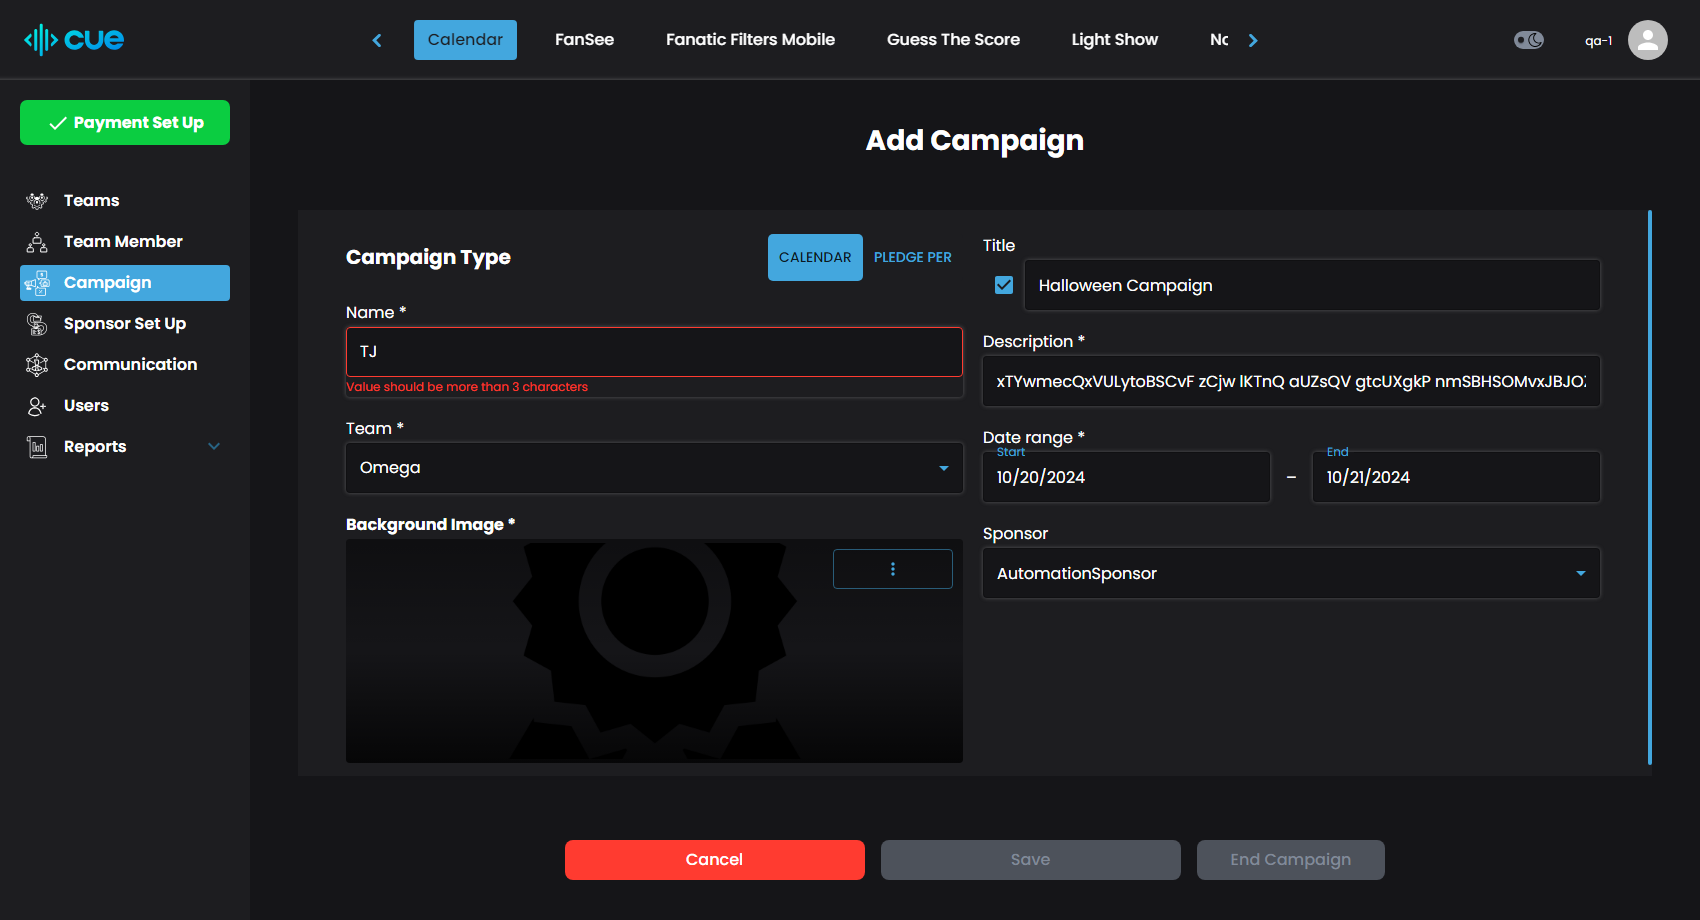 cue
Calendar
FanSee
Fanatic Filters Mobile
Guess The Score
Light Show
qa-1
Payment Set Up
Teams
Team Member
Campaign
Sponsor Set Up
Communication
Users
Reports
Add Campaign
Campaign Type
CALENDAR
PLEDGE PER
Name *
TJ
Value should be more than 3 characters
Team *
Omega
Background Image *
Title
Halloween Campaign
Description *
xTYwmecQxVULytoBSCvF zCjw lKTnQ aUZsQV gtcUXgkP nmSBHSOMvxJBJO
Date range *
Start
10/20/2024
–
End
10/21/2024
Sponsor
AutomationSponsor
Cancel
Save
End Campaign